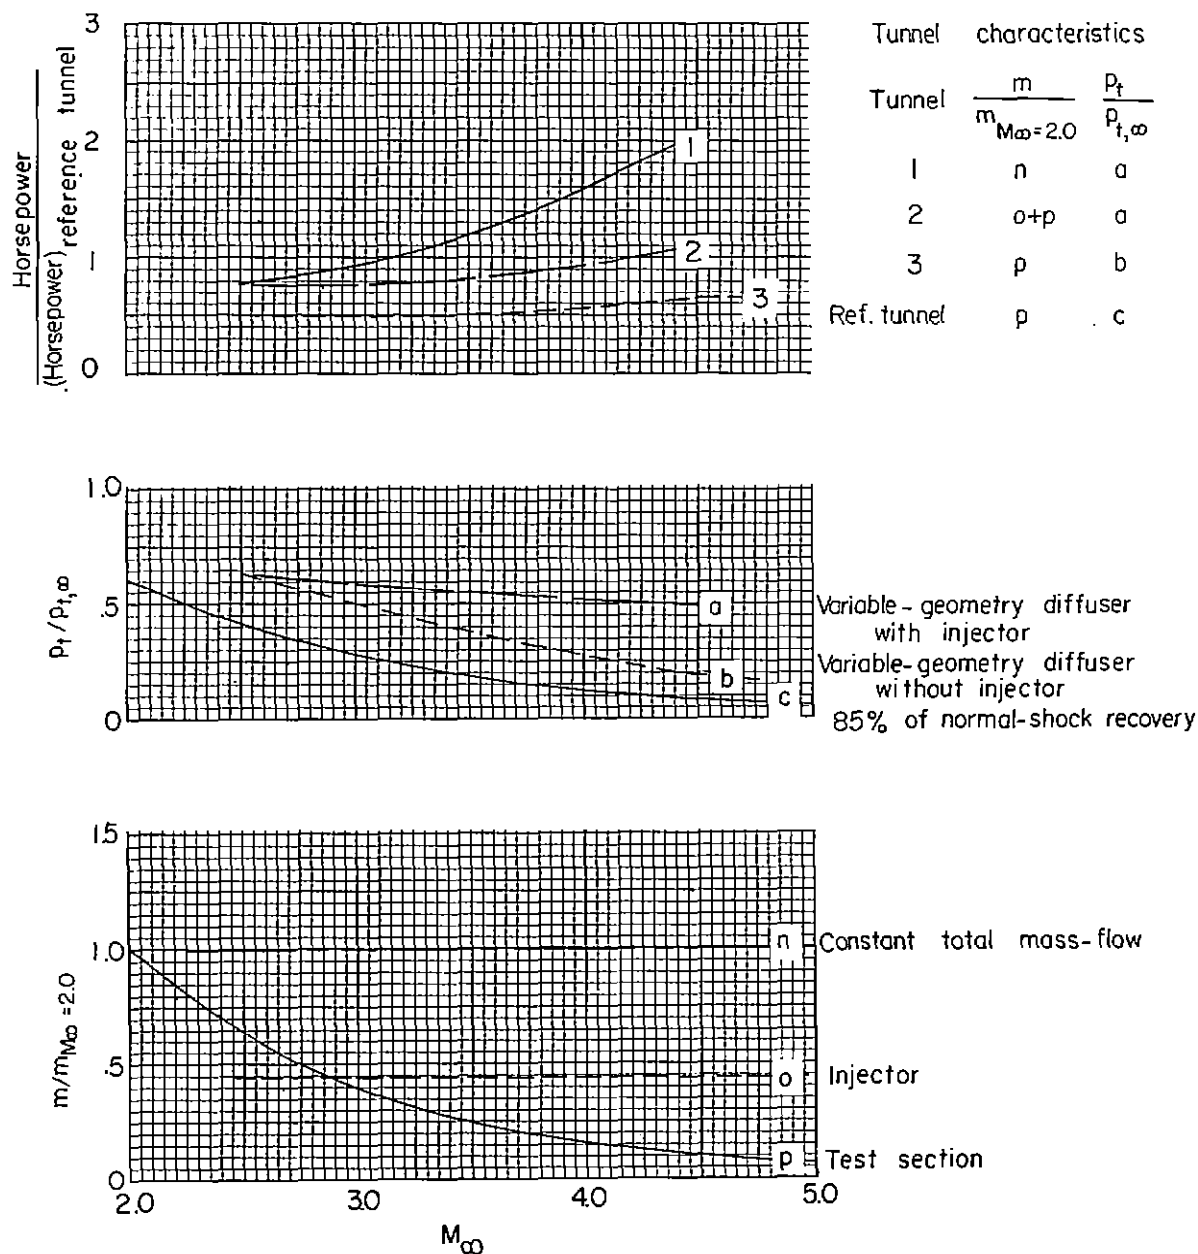 Horsepower
(Horsepower) reference tunnel
3
2
1
0
1
2
3
Tunnel characteristics
Tunnel m / m M∞=2.0 pt / pt,∞
1 n a
2 o+p a
3 p b
Ref. tunnel p c
pt/pt,∞
1.0
.5
0
a Variable-geometry diffuser
with injector
b Variable-geometry diffuser
without injector
c 85% of normal-shock recovery
m/m M∞=2.0
1.5
1.0
.5
0
n Constant total mass-flow
o Injector
p Test section
2.0 3.0 4.0 5.0
M∞